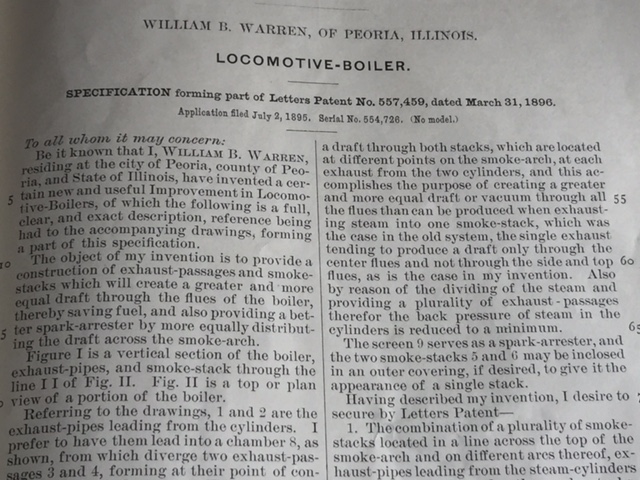 WILLIAM B. WARREN, OF PEORIA, ILLINOIS.
LOCOMOTIVE-BOILER.
SPECIFICATION forming part of Letters Patent No. 557,459, dated March 31, 1896.
Application filed July 2, 1895. Serial No. 554,726. (No model.)
To all whom it may concern:
Be it known that I, WILLIAM B. WARREN,
residing at the city of Peoria, county of Peo-
ria, and State of Illinois, have invented a cer-
5 tain new and useful Improvement in Locomo-
tive-Boilers, of which the following is a full,
clear, and exact description, reference being
had to the accompanying drawings, forming
a part of this specification.
10 The object of my invention is to provide a
construction of exhaust-passages and smoke-
stacks which will create a greater and more
equal draft through the flues of the boiler,
thereby saving fuel, and also providing a bet-
5 ter spark-arrester by more equally distribut-
ing the draft across the smoke-arch.
Figure I is a vertical section of the boiler,
exhaust-pipes, and smoke-stack through the
line I I of Fig. II. Fig. II is a top or plan
view of a portion of the boiler.
Referring to the drawings, 1 and 2 are the
exhaust-pipes leading from the cylinders. I
prefer to have them lead into a chamber 8, as
shown, from which diverge two exhaust-pas-
sages 3 and 4, forming at their point of con-
a draft through both stacks, which are located
at different points on the smoke-arch, at each
exhaust from the two cylinders, and this ac-
complishes the purpose of creating a greater
and more equal draft or vacuum through all 55
the flues than can be produced when exhaust-
ing steam into one smoke-stack, which was
the case in the old system, the single exhaust
tending to produce a draft only through the
center flues and not through the side and top 60
flues, as is the case in my invention. Also
by reason of the dividing of the steam and
providing a plurality of exhaust-passages
therefor the back pressure of steam in the
cylinders is reduced to a minimum. 65
The screen 9 serves as a spark-arrester, and
the two smoke-stacks 5 and 6 may be inclosed
in an outer covering, if desired, to give it the
appearance of a single stack.
Having described my invention, I desire to
secure by Letters Patent—
1. The combination of a plurality of smoke-
stacks located in a line across the top of the
smoke-arch and on different arcs thereof, ex-
haust-pipes leading from the steam-cylinders